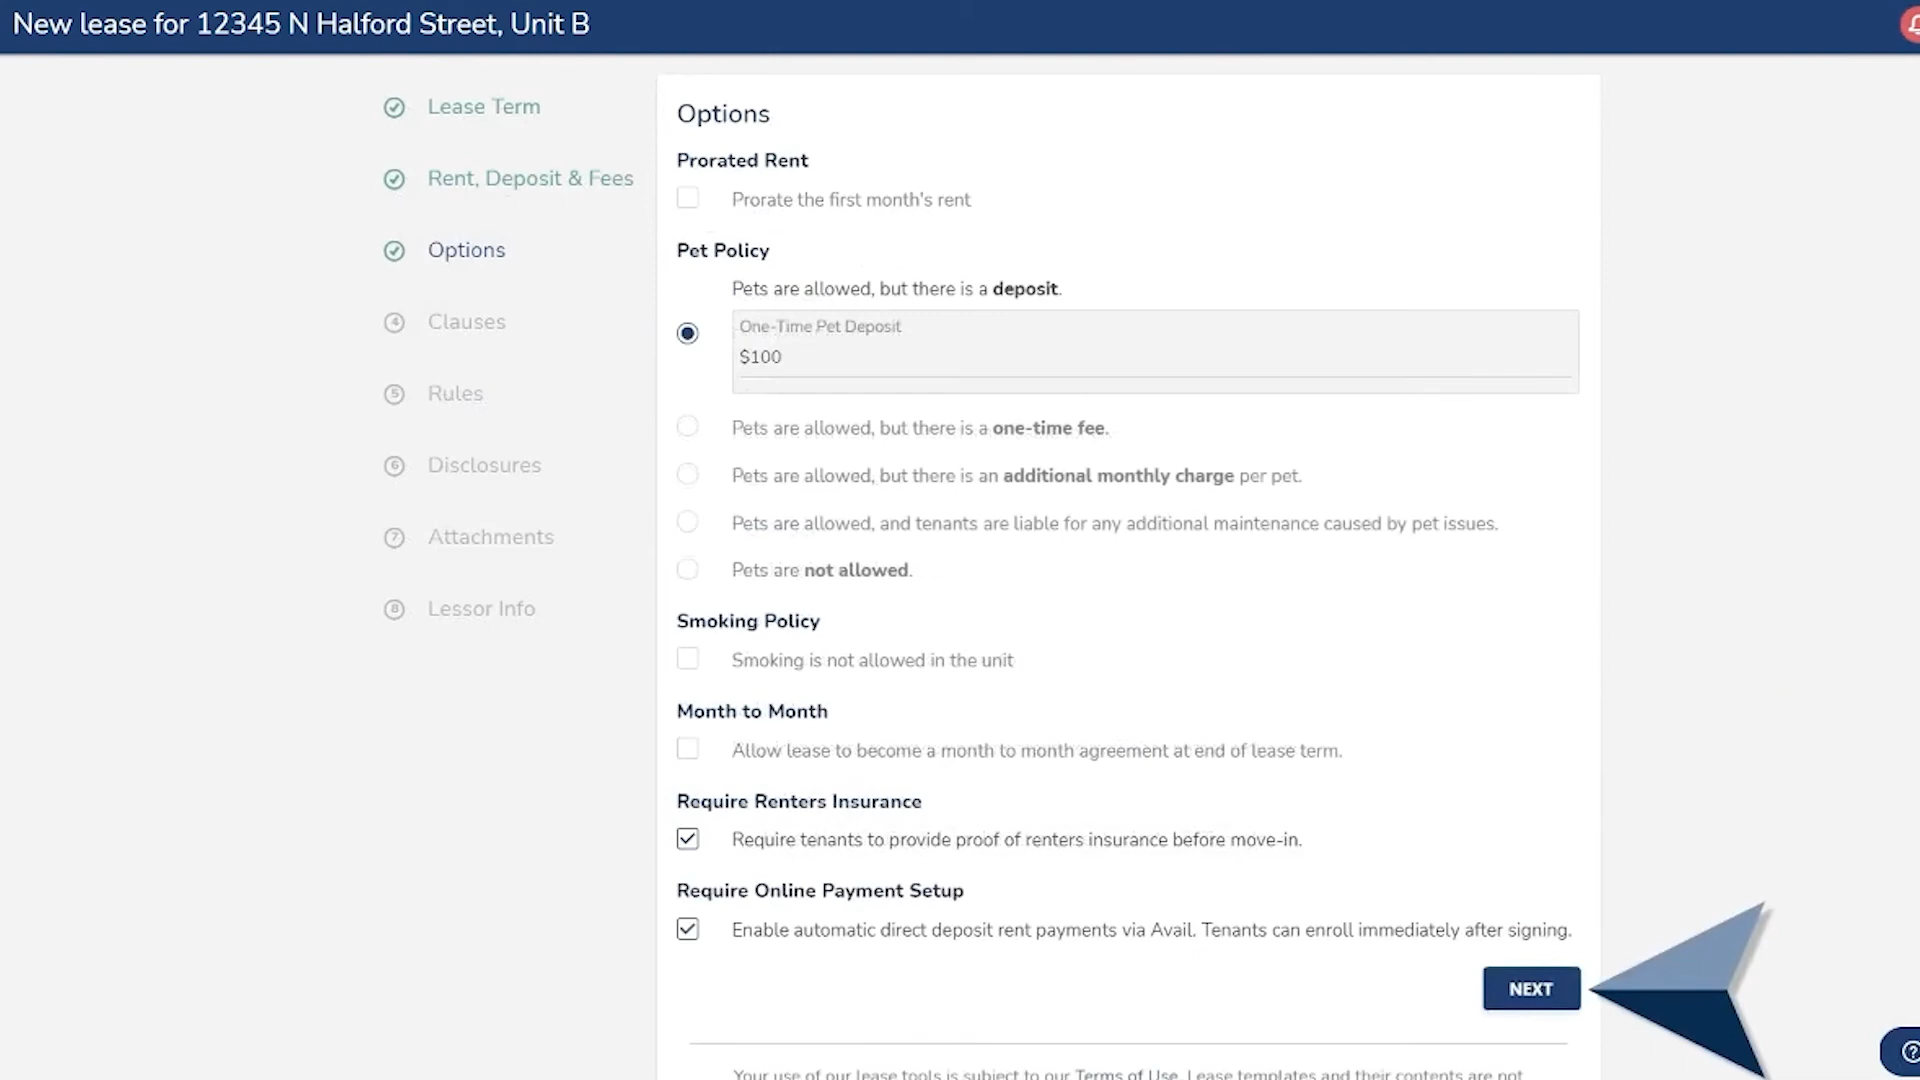 New lease for 12345 N Halford Street, Unit B
Lease Term
Rent, Deposit & Fees
Options
4 Clauses
5 Rules
6 Disclosures
7 Attachments
8 Lessor Info
Options
Prorated Rent
Prorate the first month's rent
Pet Policy
Pets are allowed, but there is a deposit.
One-Time Pet Deposit
$100
Pets are allowed, but there is a one-time fee.
Pets are allowed, but there is an additional monthly charge per pet.
Pets are allowed, and tenants are liable for any additional maintenance caused by pet issues.
Pets are not allowed.
Smoking Policy
Smoking is not allowed in the unit
Month to Month
Allow lease to become a month to month agreement at end of lease term.
Require Renters Insurance
Require tenants to provide proof of renters insurance before move-in.
Require Online Payment Setup
Enable automatic direct deposit rent payments via Avail. Tenants can enroll immediately after signing.
NEXT
Your use of our lease tools is subject to our Terms of Use. Lease templates and their contents are not
?